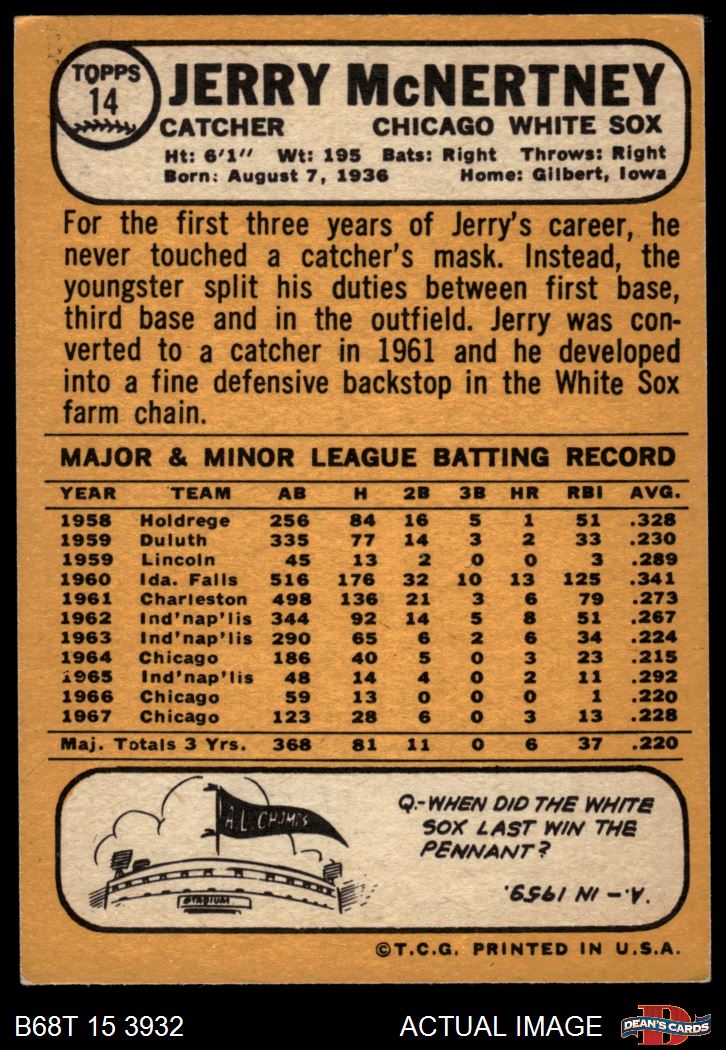 TOPPS
14
JERRY McNERTNEY
CATCHER CHICAGO WHITE SOX
Ht: 6'1" Wt: 195 Bats: Right Throws: Right
Born: August 7, 1936 Home: Gilbert, Iowa
For the first three years of Jerry's career, he
never touched a catcher's mask. Instead, the
youngster split his duties between first base,
third base and in the outfield. Jerry was con-
verted to a catcher in 1961 and he developed
into a fine defensive backstop in the White Sox
farm chain.
MAJOR & MINOR LEAGUE BATTING RECORD
YEAR TEAM AB H 2B 3B HR RBI AVG.
1958 Holdrege 256 84 16 5 1 51 .328
1959 Duluth 335 77 14 3 2 33 .230
1959 Lincoln 45 13 2 0 0 3 .289
1960 Ida. Falls 516 176 32 10 13 125 .341
1961 Charleston 498 136 21 3 6 79 .273
1962 Ind'nap'lis 344 92 14 5 8 51 .267
1963 Ind'nap'lis 290 65 6 2 6 34 .224
1964 Chicago 186 40 5 0 3 23 .215
1965 Ind'nap'lis 48 14 4 0 2 11 .292
1966 Chicago 59 13 0 0 0 1 .220
1967 Chicago 123 28 6 0 3 13 .228
Maj. Totals 3 Yrs. 368 81 11 0 6 37 .220
A.L. CHAMPS
STADIUM
Q.-WHEN DID THE WHITE
SOX LAST WIN THE
PENNANT?
A.- IN 1959.
©T.C.G. PRINTED IN U.S.A.
B68T 15 3932 ACTUAL IMAGE
DEAN'S CARDS